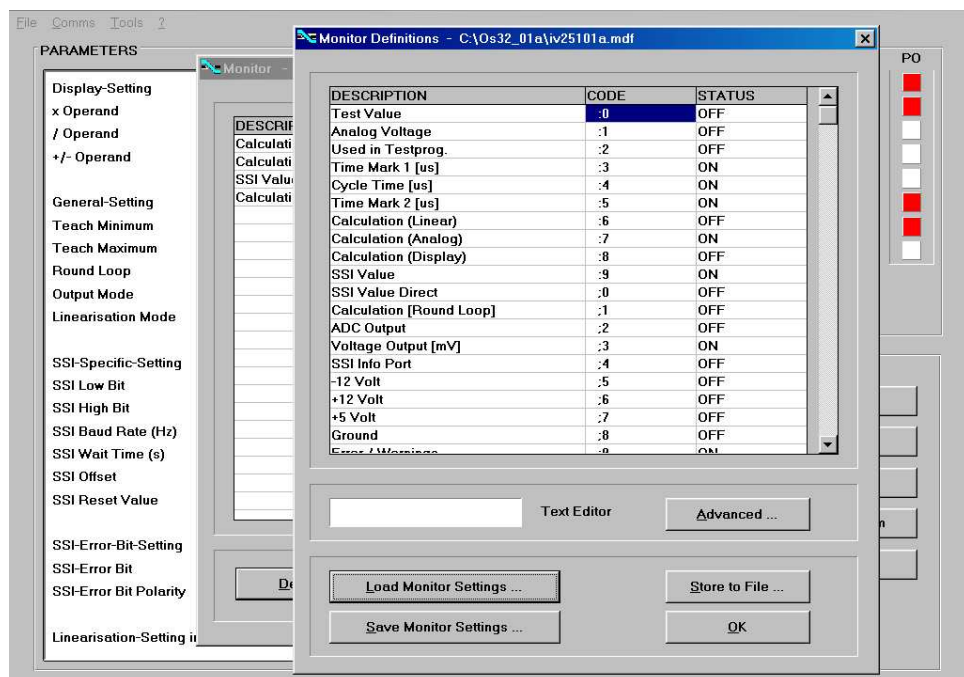 File Comms Tools ?
PARAMETERS
Display-Setting
x Operand
/ Operand
+/- Operand
General-Setting
Teach Minimum
Teach Maximum
Round Loop
Output Mode
Linearisation Mode
SSI-Specific-Setting
SSI Low Bit
SSI High Bit
SSI Baud Rate (Hz)
SSI Wait Time (s)
SSI Offset
SSI Reset Value
SSI-Error-Bit-Setting
SSI-Error Bit
SSI-Error Bit Polarity
Linearisation-Setting
Monitor -
Monitor Definitions - C:\Os32_01a\iv25101a.mdf
DESCRIPTION CODE STATUS
Test Value :0 OFF
Analog Voltage :1 OFF
Used in Testprog. :2 OFF
Time Mark 1 [us] :3 ON
Cycle Time [us] :4 ON
Time Mark 2 [us] :5 ON
Calculation (Linear) :6 OFF
Calculation (Analog) :7 ON
Calculation (Display) :8 OFF
SSI Value :9 ON
SSI Value Direct ;0 OFF
Calculation [Round Loop] ;1 OFF
ADC Output ;2 OFF
Voltage Output [mV] ;3 ON
SSI Info Port ;4 OFF
-12 Volt ;5 OFF
+12 Volt ;6 OFF
+5 Volt ;7 OFF
Ground ;8 OFF
Error / Warnings ;9 ON
Text Editor
Advanced ...
Load Monitor Settings ...
Store to File ...
Save Monitor Settings ...
OK
PO